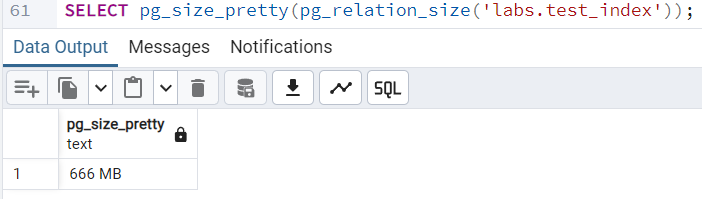 61 SELECT pg_size_pretty(pg_relation_size('labs.test_index'));
Data Output Messages Notifications
SQL
pg_size_pretty
text
1 666 MB